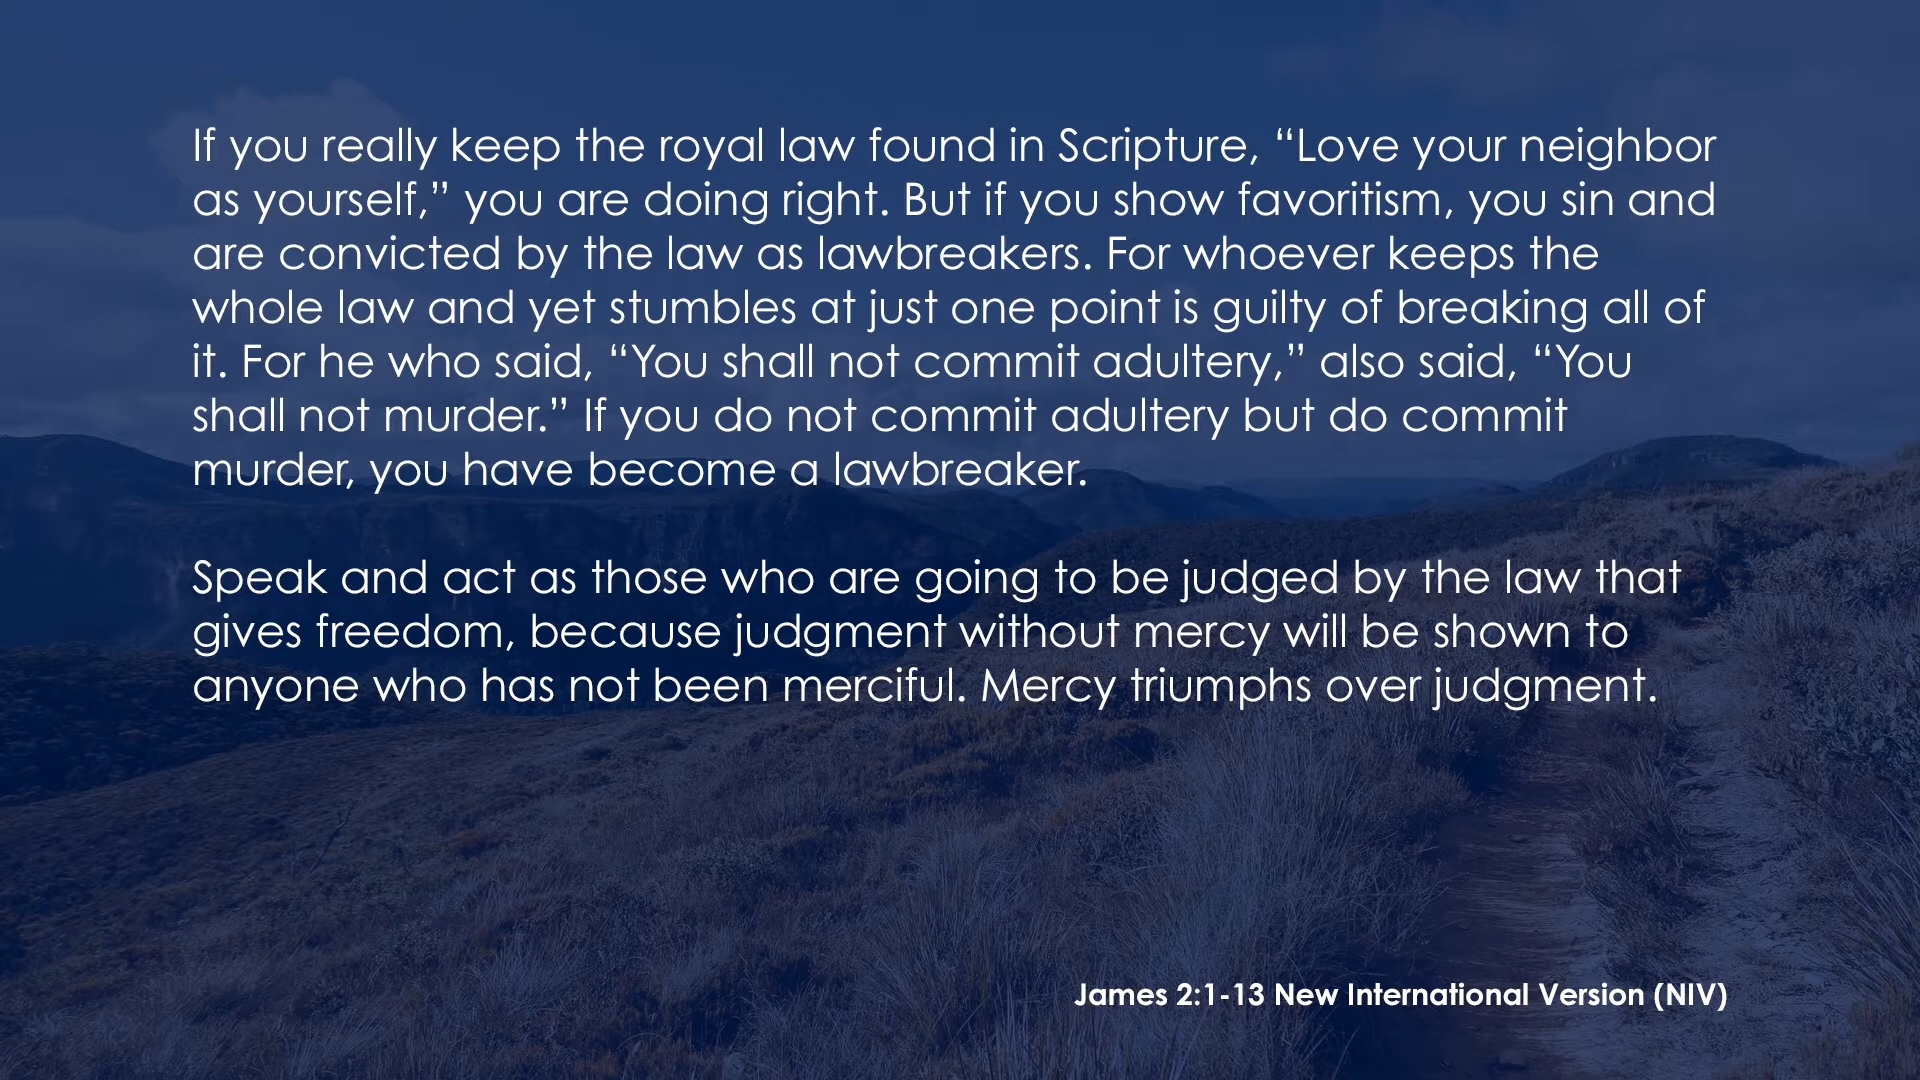 If you really keep the royal law found in Scripture, “Love your neighbor
as yourself,” you are doing right. But if you show favoritism, you sin and
are convicted by the law as lawbreakers. For whoever keeps the
whole law and yet stumbles at just one point is guilty of breaking all of
it. For he who said, “You shall not commit adultery,” also said, “You
shall not murder.” If you do not commit adultery but do commit
murder, you have become a lawbreaker.
Speak and act as those who are going to be judged by the law that
gives freedom, because judgment without mercy will be shown to
anyone who has not been merciful. Mercy triumphs over judgment.
James 2:1-13 New International Version (NIV)